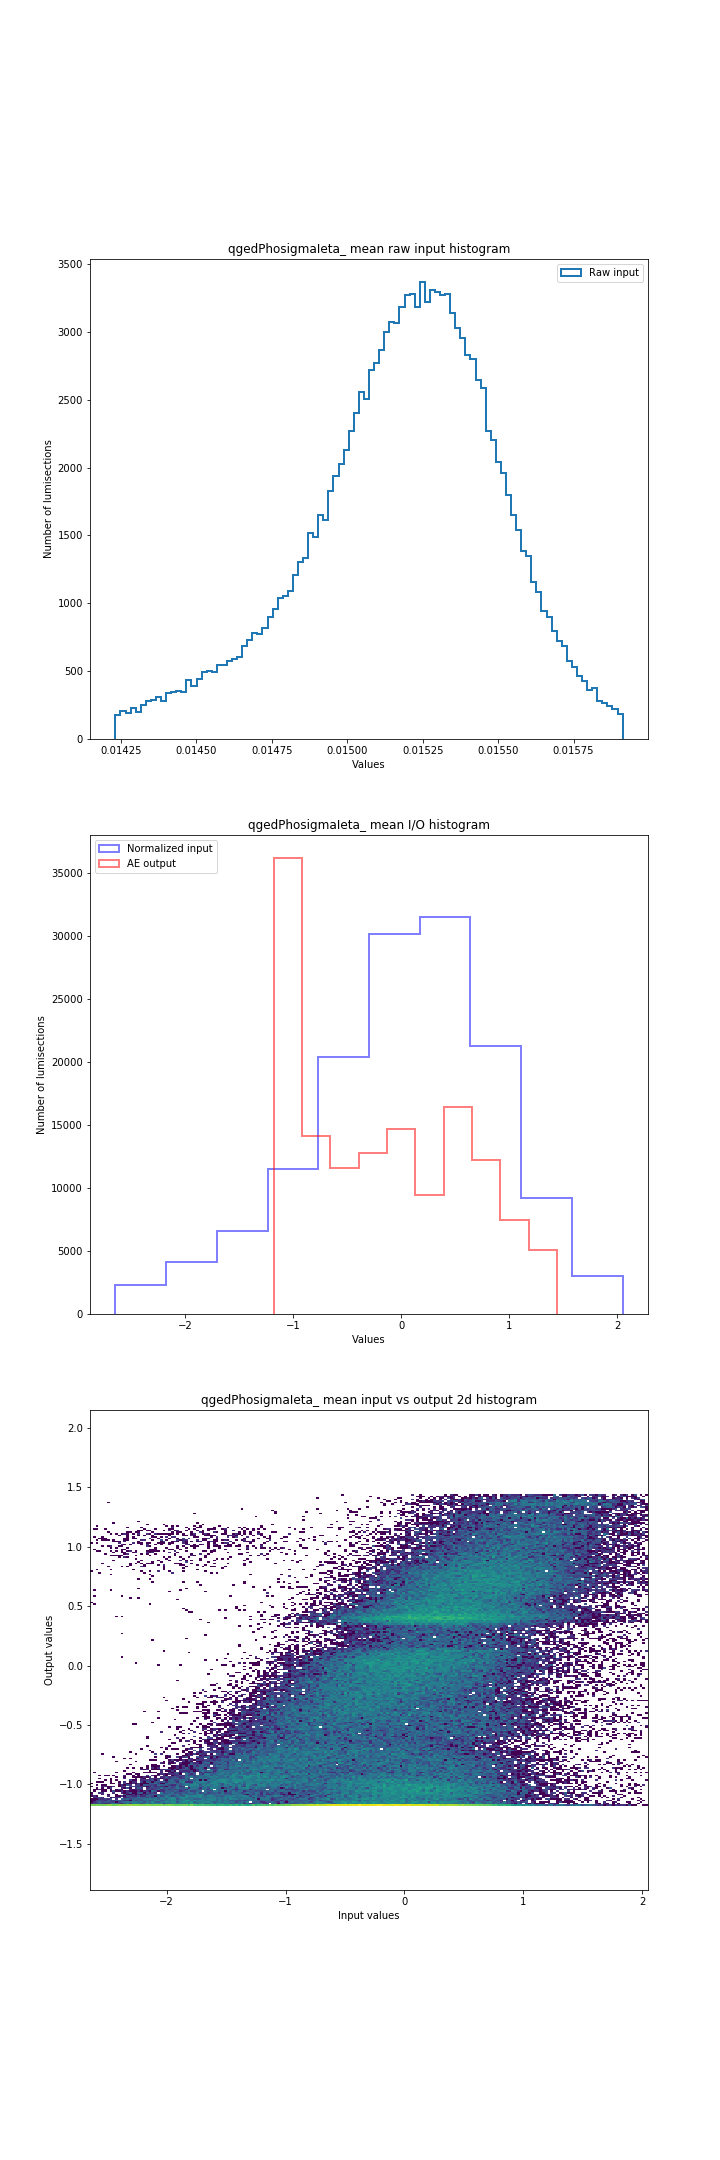 qgedPhosigmaIeta_ mean raw input histogram
Raw input
3500
3000
2500
2000
1500
1000
500
0
Number of lumisections
0.01425 0.01450 0.01475 0.01500 0.01525 0.01550 0.01575
Values
qgedPhosigmaIeta_ mean I/O histogram
Normalized input
AE output
35000
30000
25000
20000
15000
10000
5000
0
Number of lumisections
−2 −1 0 1 2
Values
qgedPhosigmaIeta_ mean input vs output 2d histogram
2.0
1.5
1.0
0.5
0.0
−0.5
−1.0
−1.5
Output values
−2 −1 0 1 2
Input values